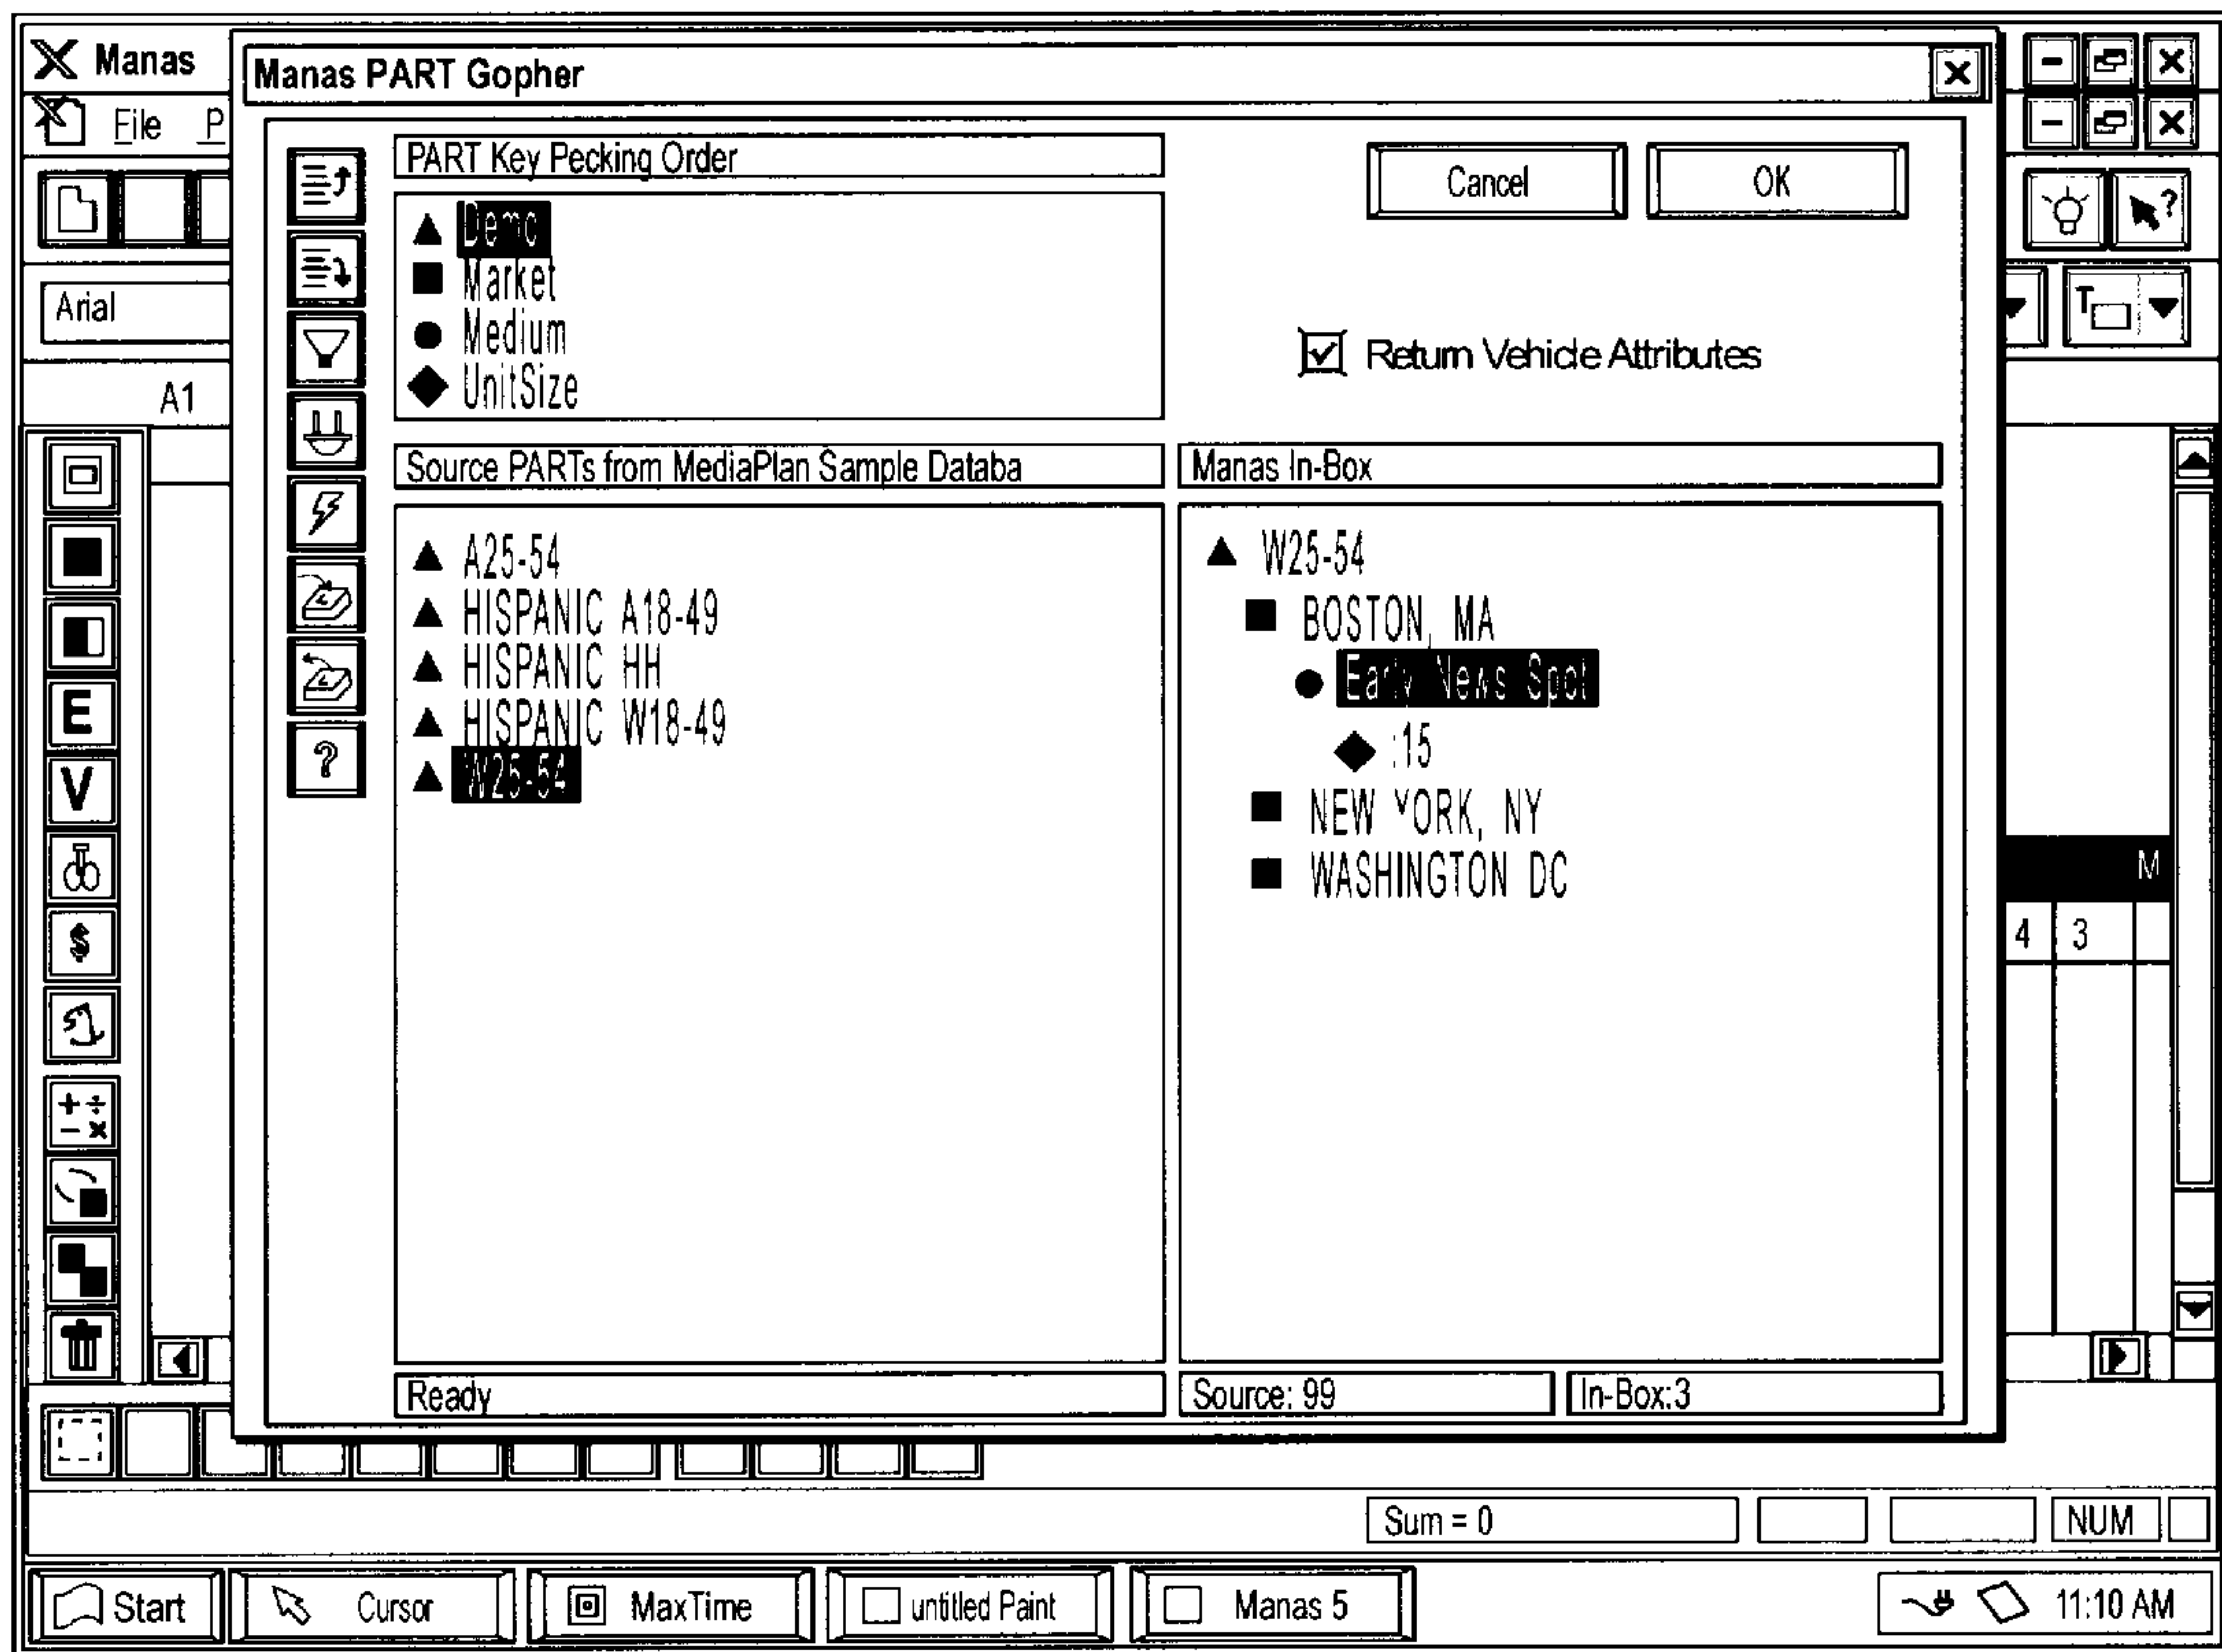 Manas
Manas PART Gopher
File P
PART Key Pecking Order
Cancel
OK
Demo
Market
Medium
UnitSize
Arial
T
Return Vehicle Attributes
A1
Source PARTs from MediaPlan Sample Databa
Manas In-Box
A25-54
HISPANIC A18-49
HISPANIC HH
HISPANIC W18-49
W25-54
W25-54
BOSTON, MA
Early News Spot
:15
NEW YORK, NY
WASHINGTON DC
?
E
V
$
M
4 3
Ready
Source: 99
In-Box:3
Sum = 0
NUM
Start
Cursor
MaxTime
untitled Paint
Manas 5
11:10 AM